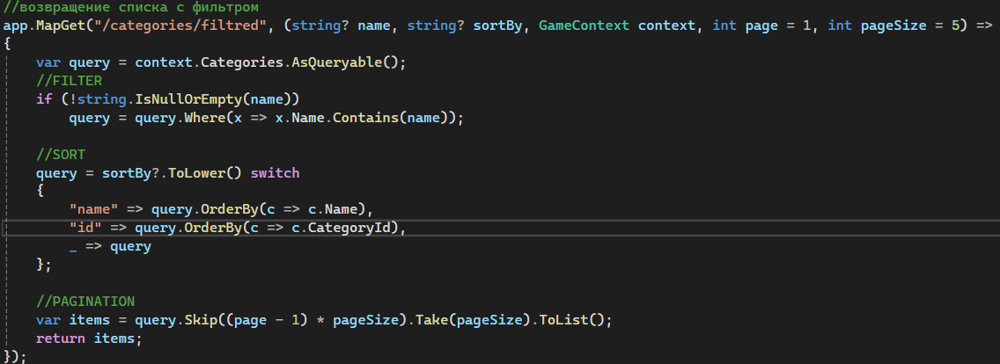 //возвращение списка с фильтром
app.MapGet("/categories/filtred", (string? name, string? sortBy, GameContext context, int page = 1, int pageSize = 5) =>
{
    var query = context.Categories.AsQueryable();
    //FILTER
    if (!string.IsNullOrEmpty(name))
        query = query.Where(x => x.Name.Contains(name));

    //SORT
    query = sortBy?.ToLower() switch
    {
        "name" => query.OrderBy(c => c.Name),
        "id" => query.OrderBy(c => c.CategoryId),
        _ => query
    };

    //PAGINATION
    var items = query.Skip((page - 1) * pageSize).Take(pageSize).ToList();
    return items;
});